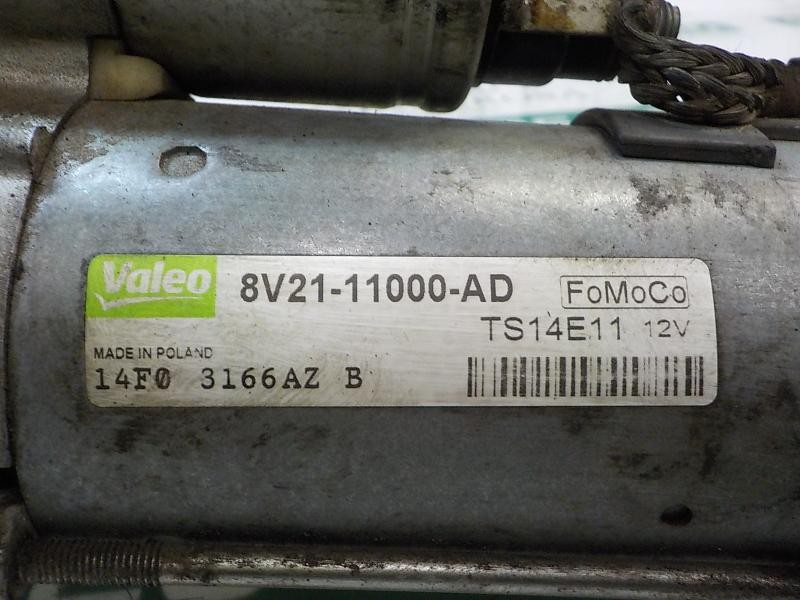 Valeo 8V21-11000-AD FoMoCo
TS14E11 12V
MADE IN POLAND
14F0 3166AZ B